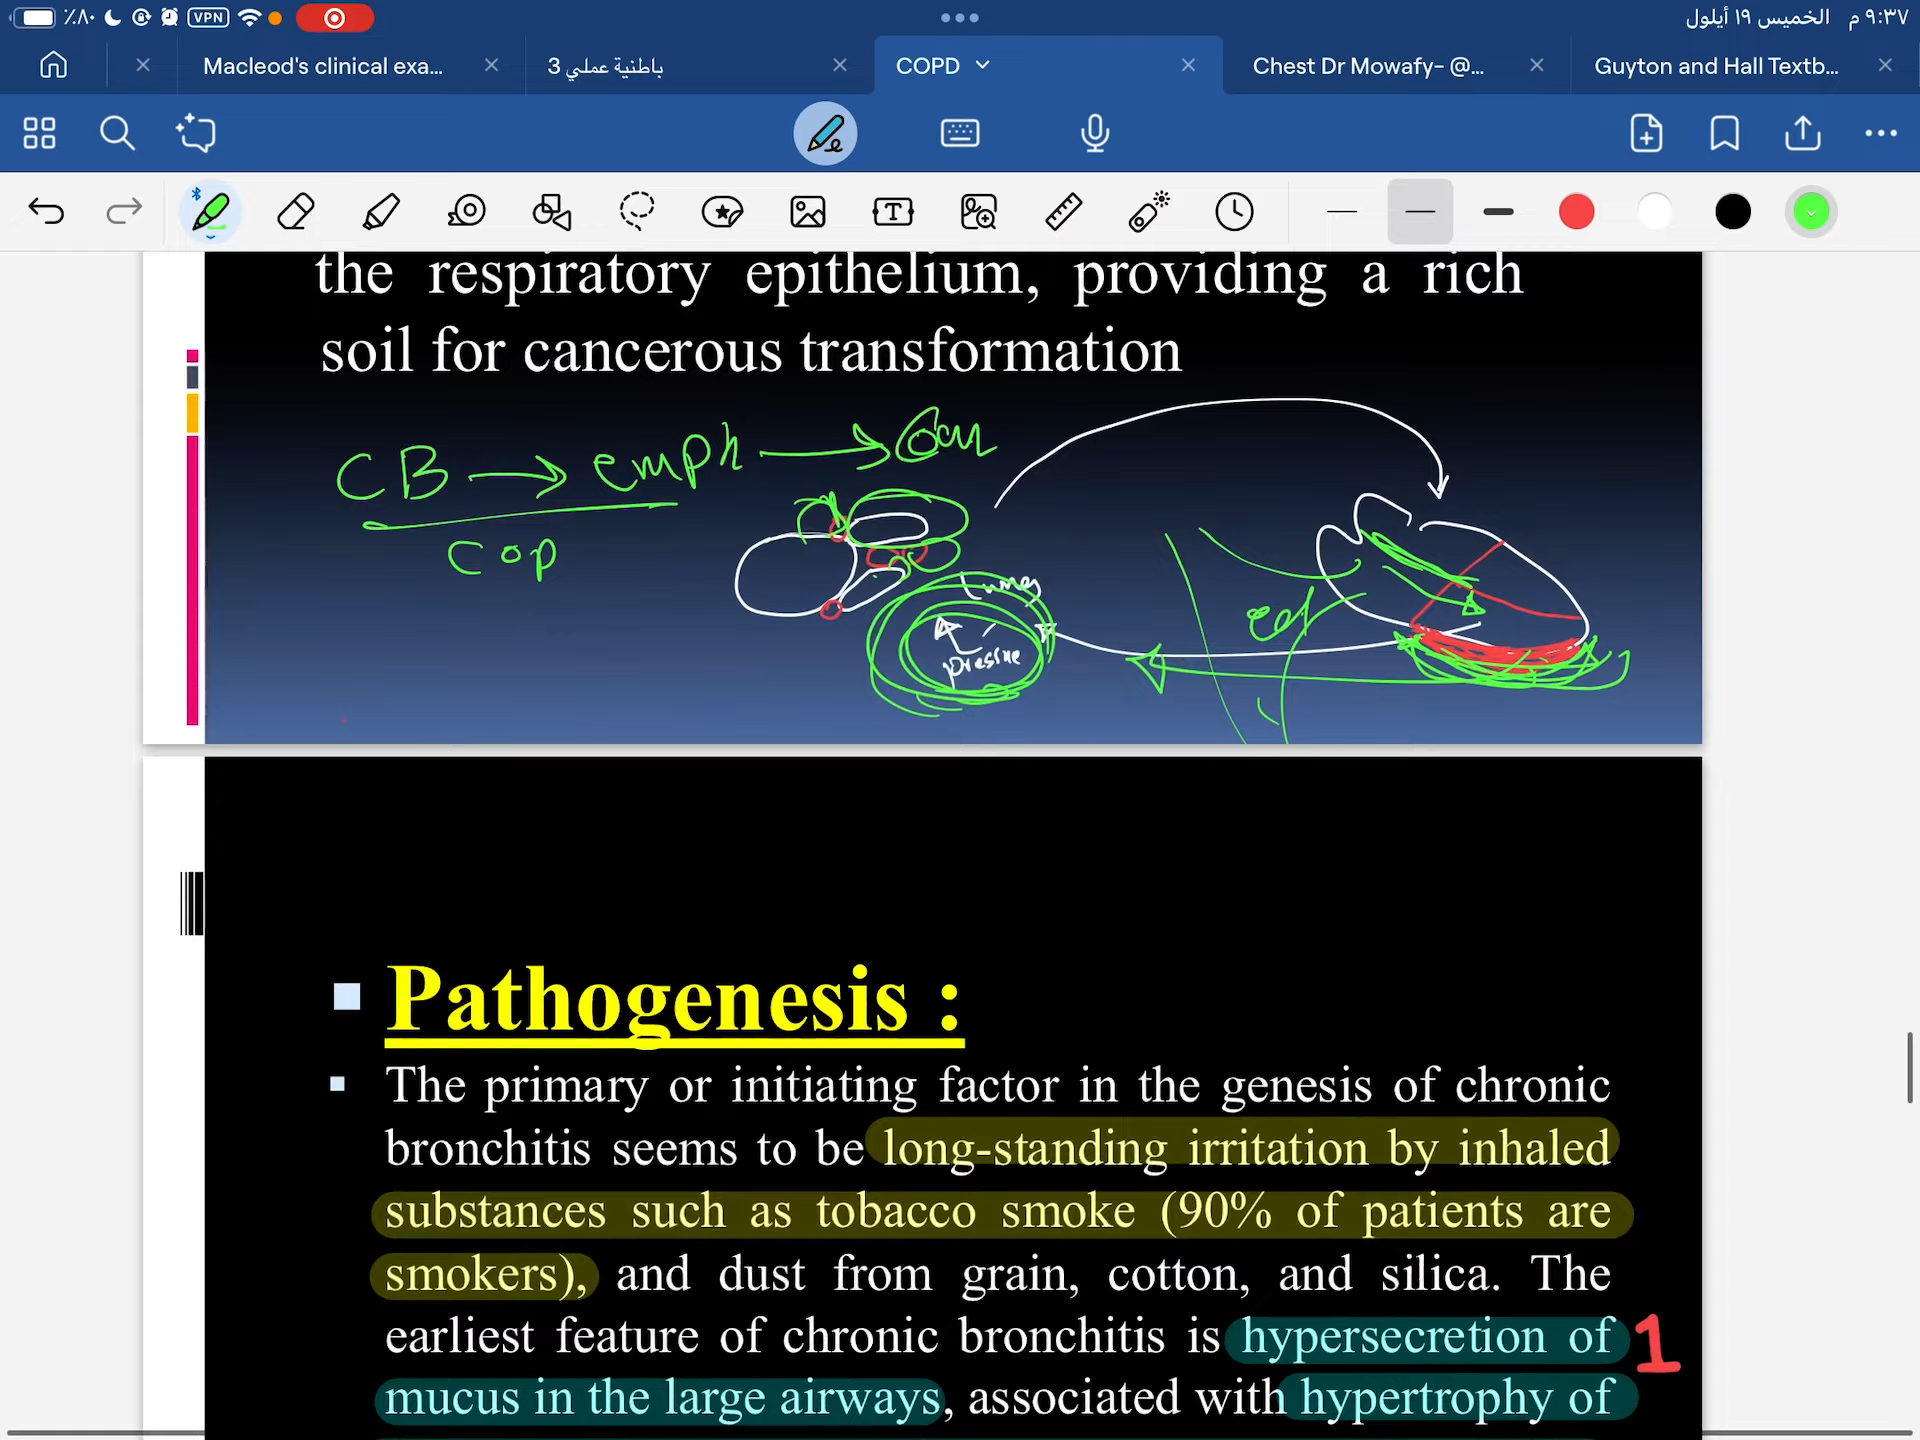 ٪٨٠ VPN
الخميس ١٩ أيلول ٩:٣٧ م
Macleod's clinical exa...
باطنية عملي 3
COPD
Chest Dr Mowafy- @...
Guyton and Hall Textb...
the respiratory epithelium, providing a rich
soil for cancerous transformation
CB → emph →
cop
Lung
pressure
Pathogenesis :
The primary or initiating factor in the genesis of chronic
bronchitis seems to be long-standing irritation by inhaled
substances such as tobacco smoke (90% of patients are
smokers), and dust from grain, cotton, and silica. The
earliest feature of chronic bronchitis is hypersecretion of 1
mucus in the large airways, associated with hypertrophy of